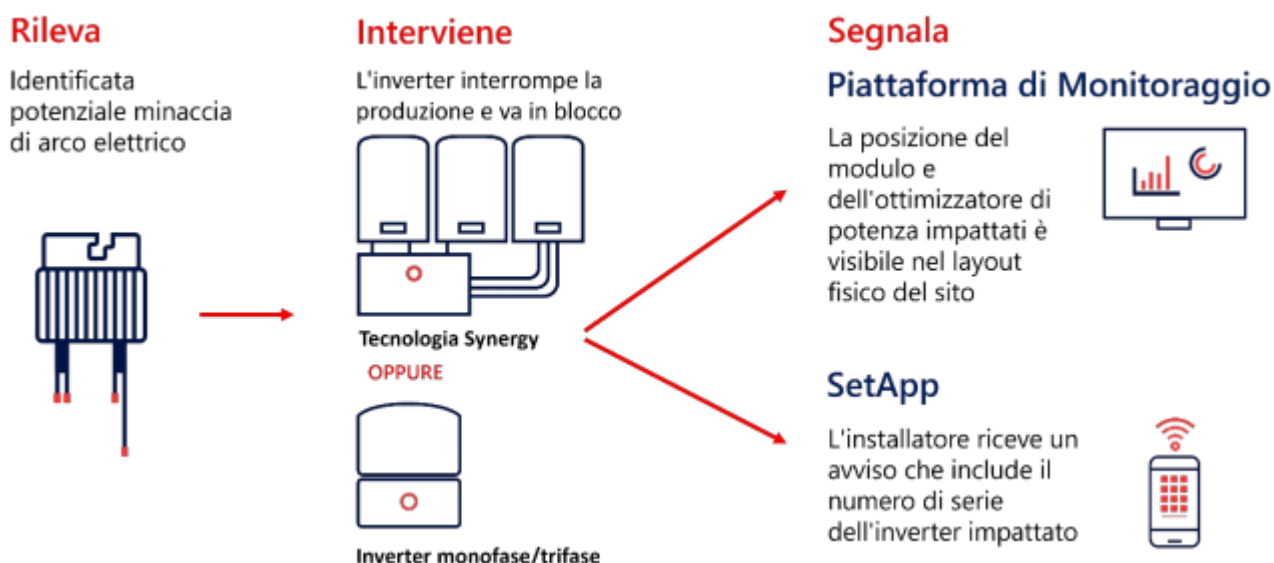 Rileva
Identificata
potenziale minaccia
di arco elettrico
Interviene
L'inverter interrompe la
produzione e va in blocco
Tecnologia Synergy
OPPURE
Inverter monofase/trifase
Segnala
Piattaforma di Monitoraggio
La posizione del
modulo e
dell'ottimizzatore di
potenza impattati è
visibile nel layout
fisico del sito
SetApp
L'installatore riceve un
avviso che include il
numero di serie
dell'inverter impattato